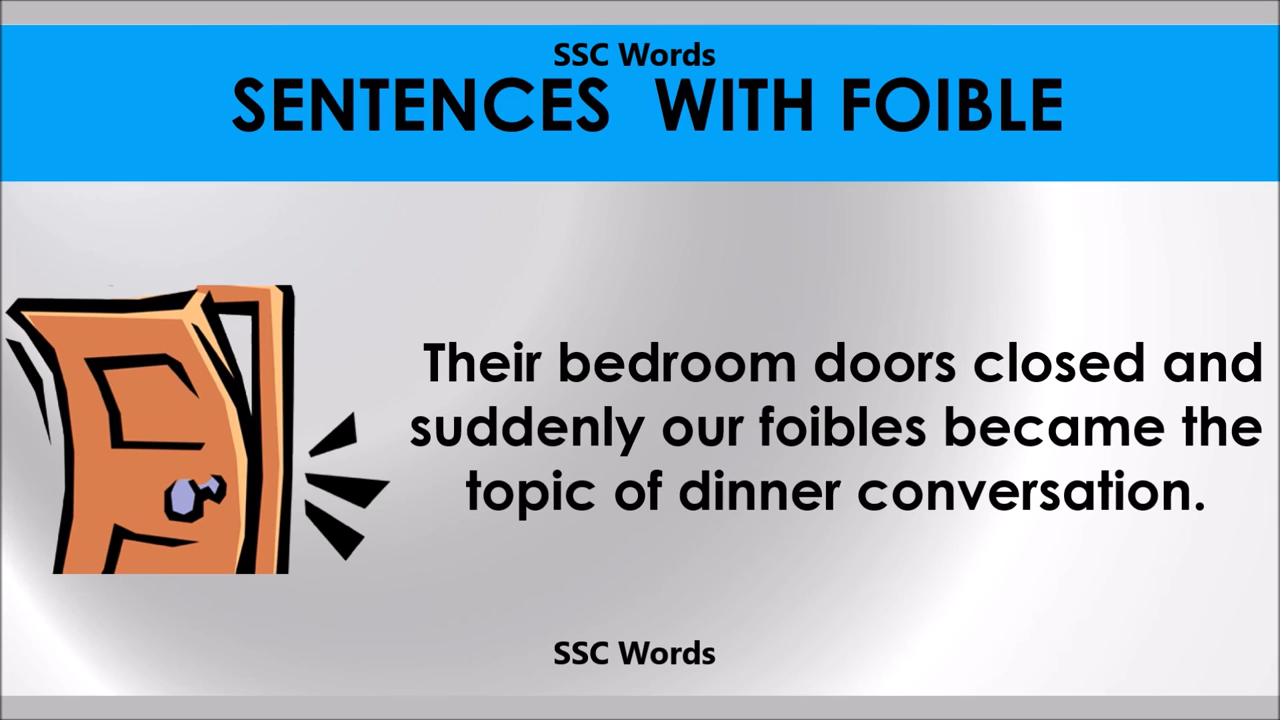 SSC Words
SENTENCES WITH FOIBLE
Their bedroom doors closed and
suddenly our foibles became the
topic of dinner conversation.
SSC Words